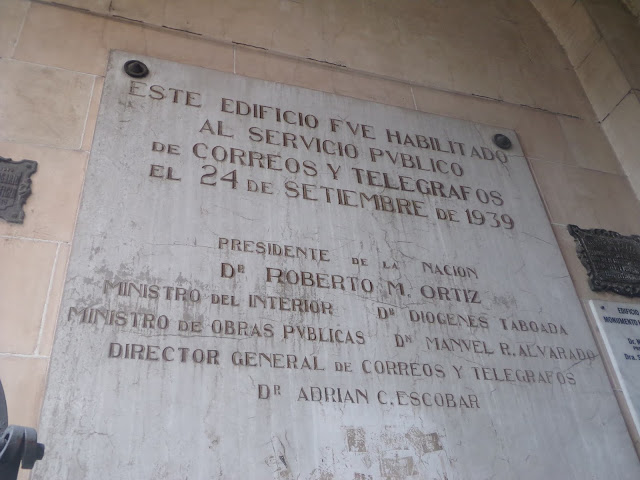 ESTE EDIFICIO FVE HABILITADO
AL SERVICIO PVBLICO
DE CORREOS Y TELEGRAFOS
EL 24 DE SETIEMBRE DE 1939
PRESIDENTE DE LA NACION
DR ROBERTO M. ORTIZ
MINISTRO DEL INTERIOR DR DIOGENES TABOADA
MINISTRO DE OBRAS PVBLICAS DR MANVEL R. ALVARADO
DIRECTOR GENERAL DE CORREOS Y TELEGRAFOS
DR ADRIAN C. ESCOBAR
EDIFICIO
MONUMENTO